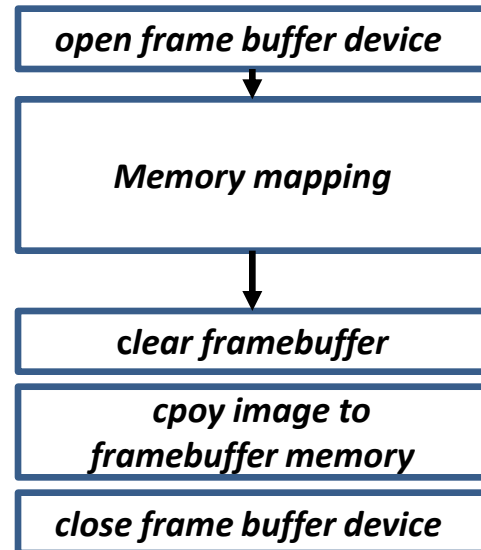 open frame buffer device
Memory mapping
clear framebuffer
cpoy image to
framebuffer memory
close frame buffer device